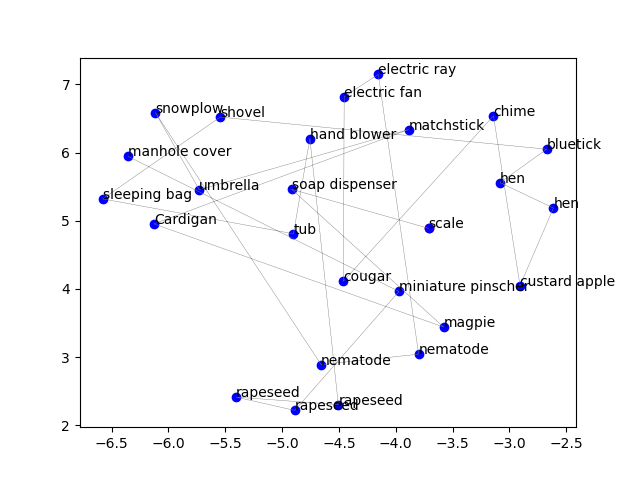 electric ray
7
electric fan
snowplow
shovel
chime
matchstick
hand blower
bluetick
6
manhole cover
hen
umbrella
soap dispenser
sleeping bag
hen
5
Cardigan
scale
tub
cougar
custard apple
4
miniature pinscher
magpie
nematode
3
nematode
rapeseed
rapeseed
rapeseed
2
−6.5 −6.0 −5.5 −5.0 −4.5 −4.0 −3.5 −3.0 −2.5